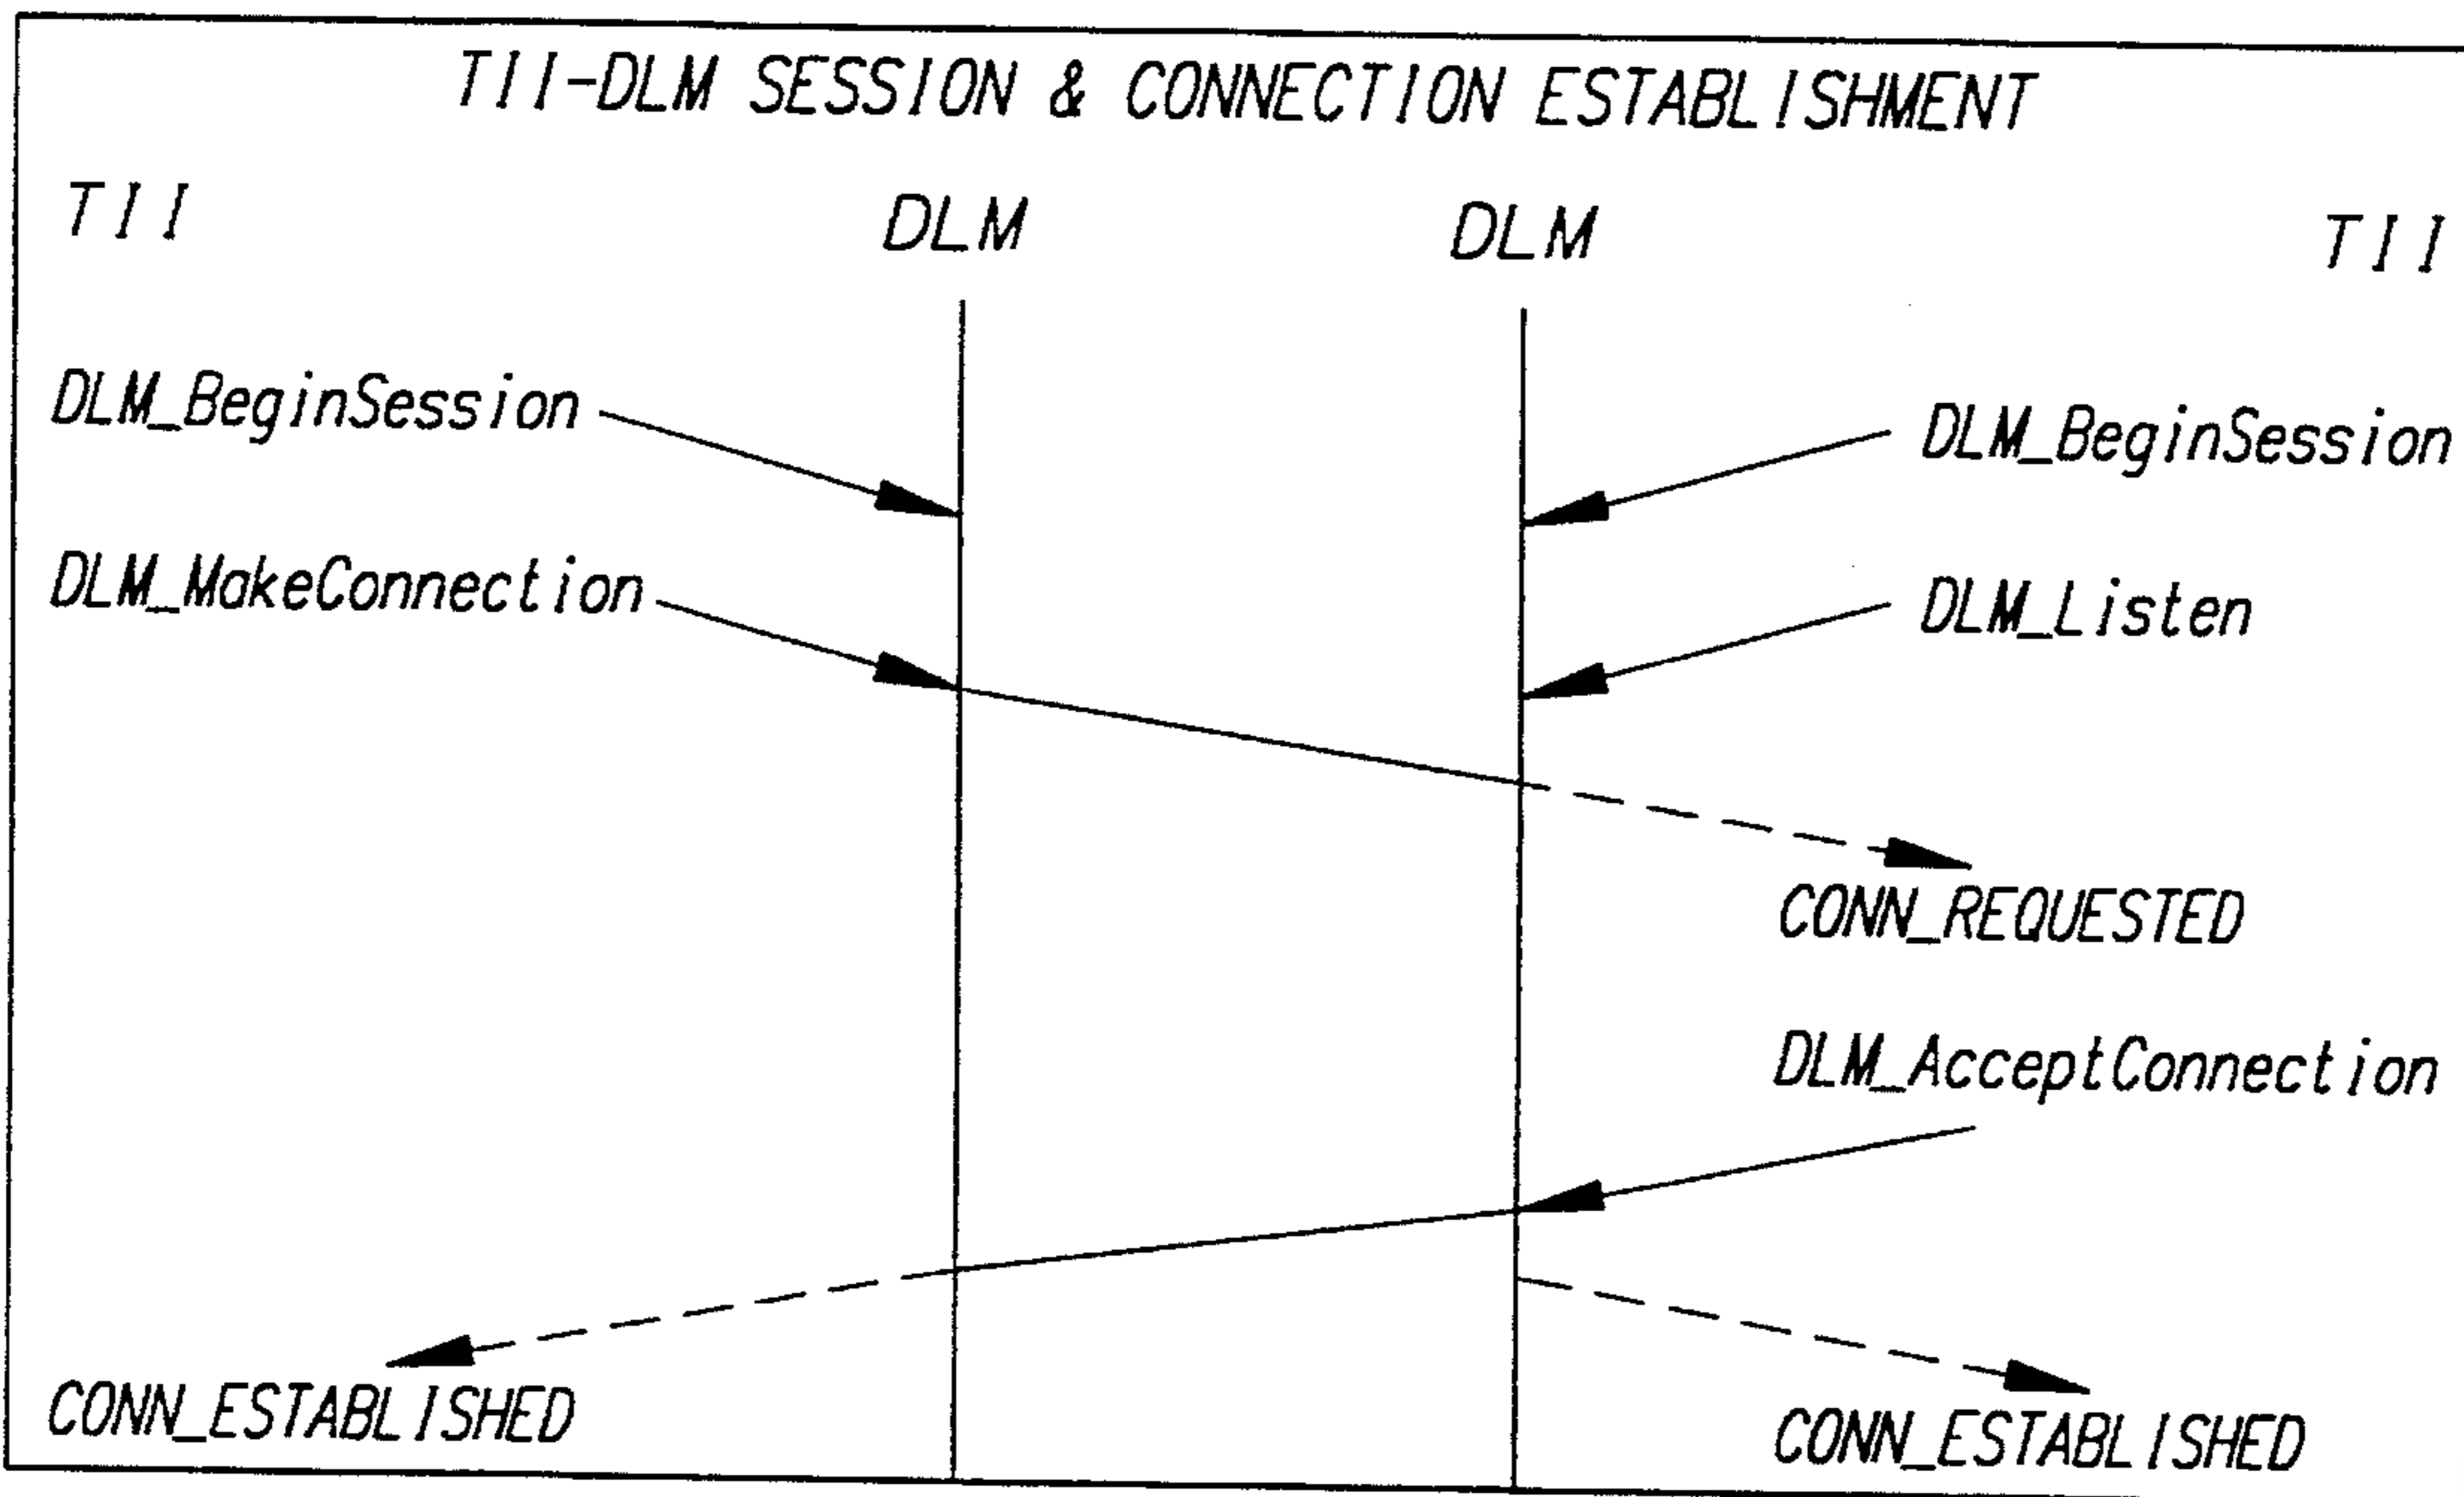 TII-DLM SESSION & CONNECTION ESTABLISHMENT
TII DLM DLM TII
DLM_BeginSession DLM_BeginSession
DLM_MakeConnection DLM_Listen
CONN_REQUESTED
DLM_AcceptConnection
CONN_ESTABLISHED CONN_ESTABLISHED